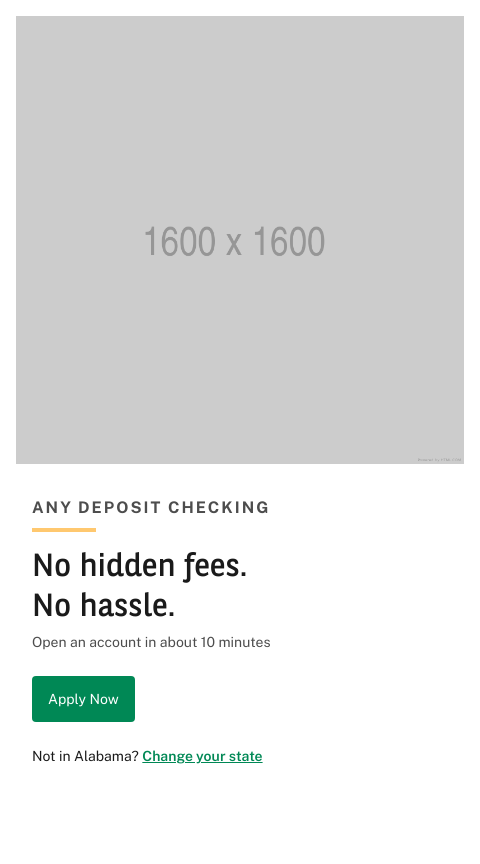 1600 x 1600
ANY DEPOSIT CHECKING
No hidden fees.
No hassle.
Open an account in about 10 minutes
Apply Now
Not in Alabama? Change your state